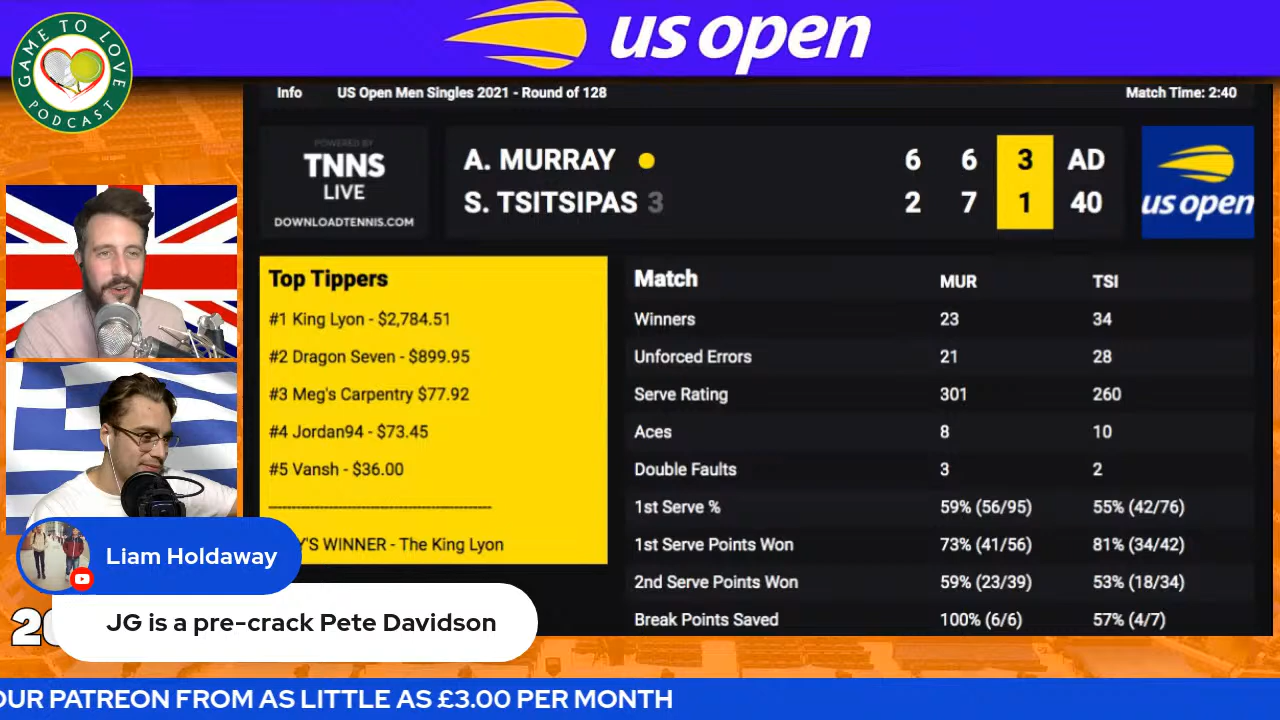 GAME TO LOVE
PODCAST
us open
Info US Open Men Singles 2021 - Round of 128 Match Time: 2:40
POWERED BY
TNNS
LIVE
DOWNLOADTENNIS.COM
A. MURRAY 6 6 3 AD
S. TSITSIPAS 3 2 7 1 40
us open
Top Tippers
#1 King Lyon - $2,784.51
#2 Dragon Seven - $899.95
#3 Meg's Carpentry $77.92
#4 Jordan94 - $73.45
#5 Vansh - $36.00
Y'S WINNER - The King Lyon
Match MUR TSI
Winners 23 34
Unforced Errors 21 28
Serve Rating 301 260
Aces 8 10
Double Faults 3 2
1st Serve % 59% (56/95) 55% (42/76)
1st Serve Points Won 73% (41/56) 81% (34/42)
2nd Serve Points Won 59% (23/39) 53% (18/34)
Break Points Saved 100% (6/6) 57% (4/7)
Liam Holdaway
JG is a pre-crack Pete Davidson
OUR PATREON FROM AS LITTLE AS £3.00 PER MONTH